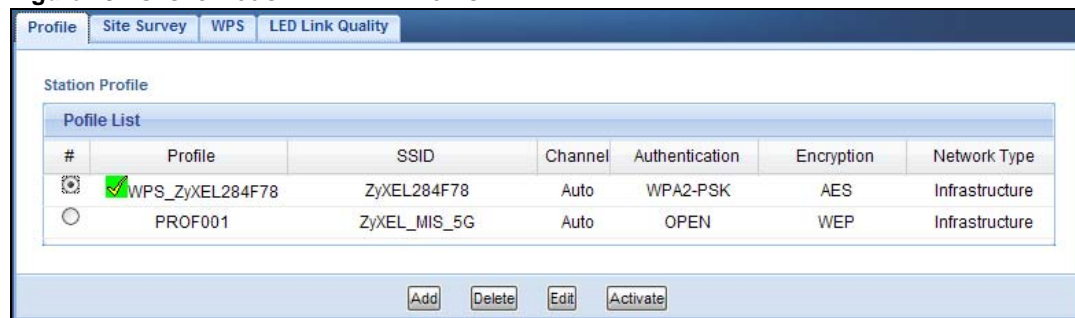 Profile Site Survey WPS LED Link Quality
Station Profile
Pofile List
# Profile SSID Channel Authentication Encryption Network Type
WPS_ZyXEL284F78 ZyXEL284F78 Auto WPA2-PSK AES Infrastructure
PROF001 ZyXEL_MIS_5G Auto OPEN WEP Infrastructure
Add Delete Edit Activate